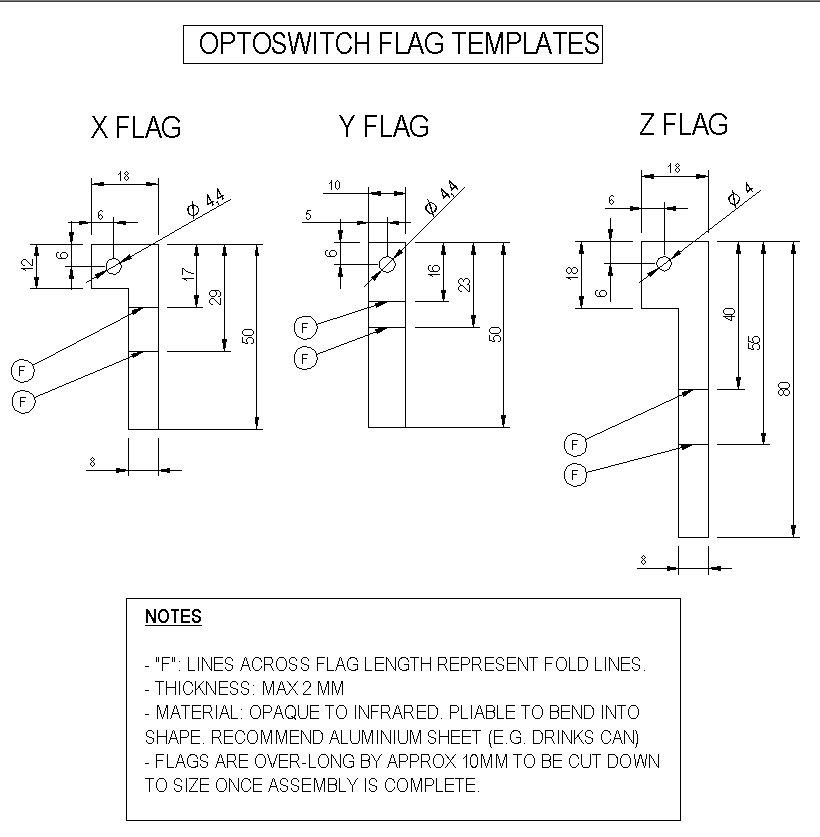 OPTOSWITCH FLAG TEMPLATES
X FLAG
Y FLAG
Z FLAG
18
6
Ø 4,4
6
12
17
29
50
F
F
8
10
5
Ø 4,4
6
16
23
50
F
F
18
6
Ø 4
18
6
40
55
80
F
F
8
NOTES
- "F": LINES ACROSS FLAG LENGTH REPRESENT FOLD LINES.
- THICKNESS: MAX 2 MM
- MATERIAL: OPAQUE TO INFRARED. PLIABLE TO BEND INTO
SHAPE. RECOMMEND ALUMINIUM SHEET (E.G. DRINKS CAN)
- FLAGS ARE OVER-LONG BY APPROX 10MM TO BE CUT DOWN
TO SIZE ONCE ASSEMBLY IS COMPLETE.